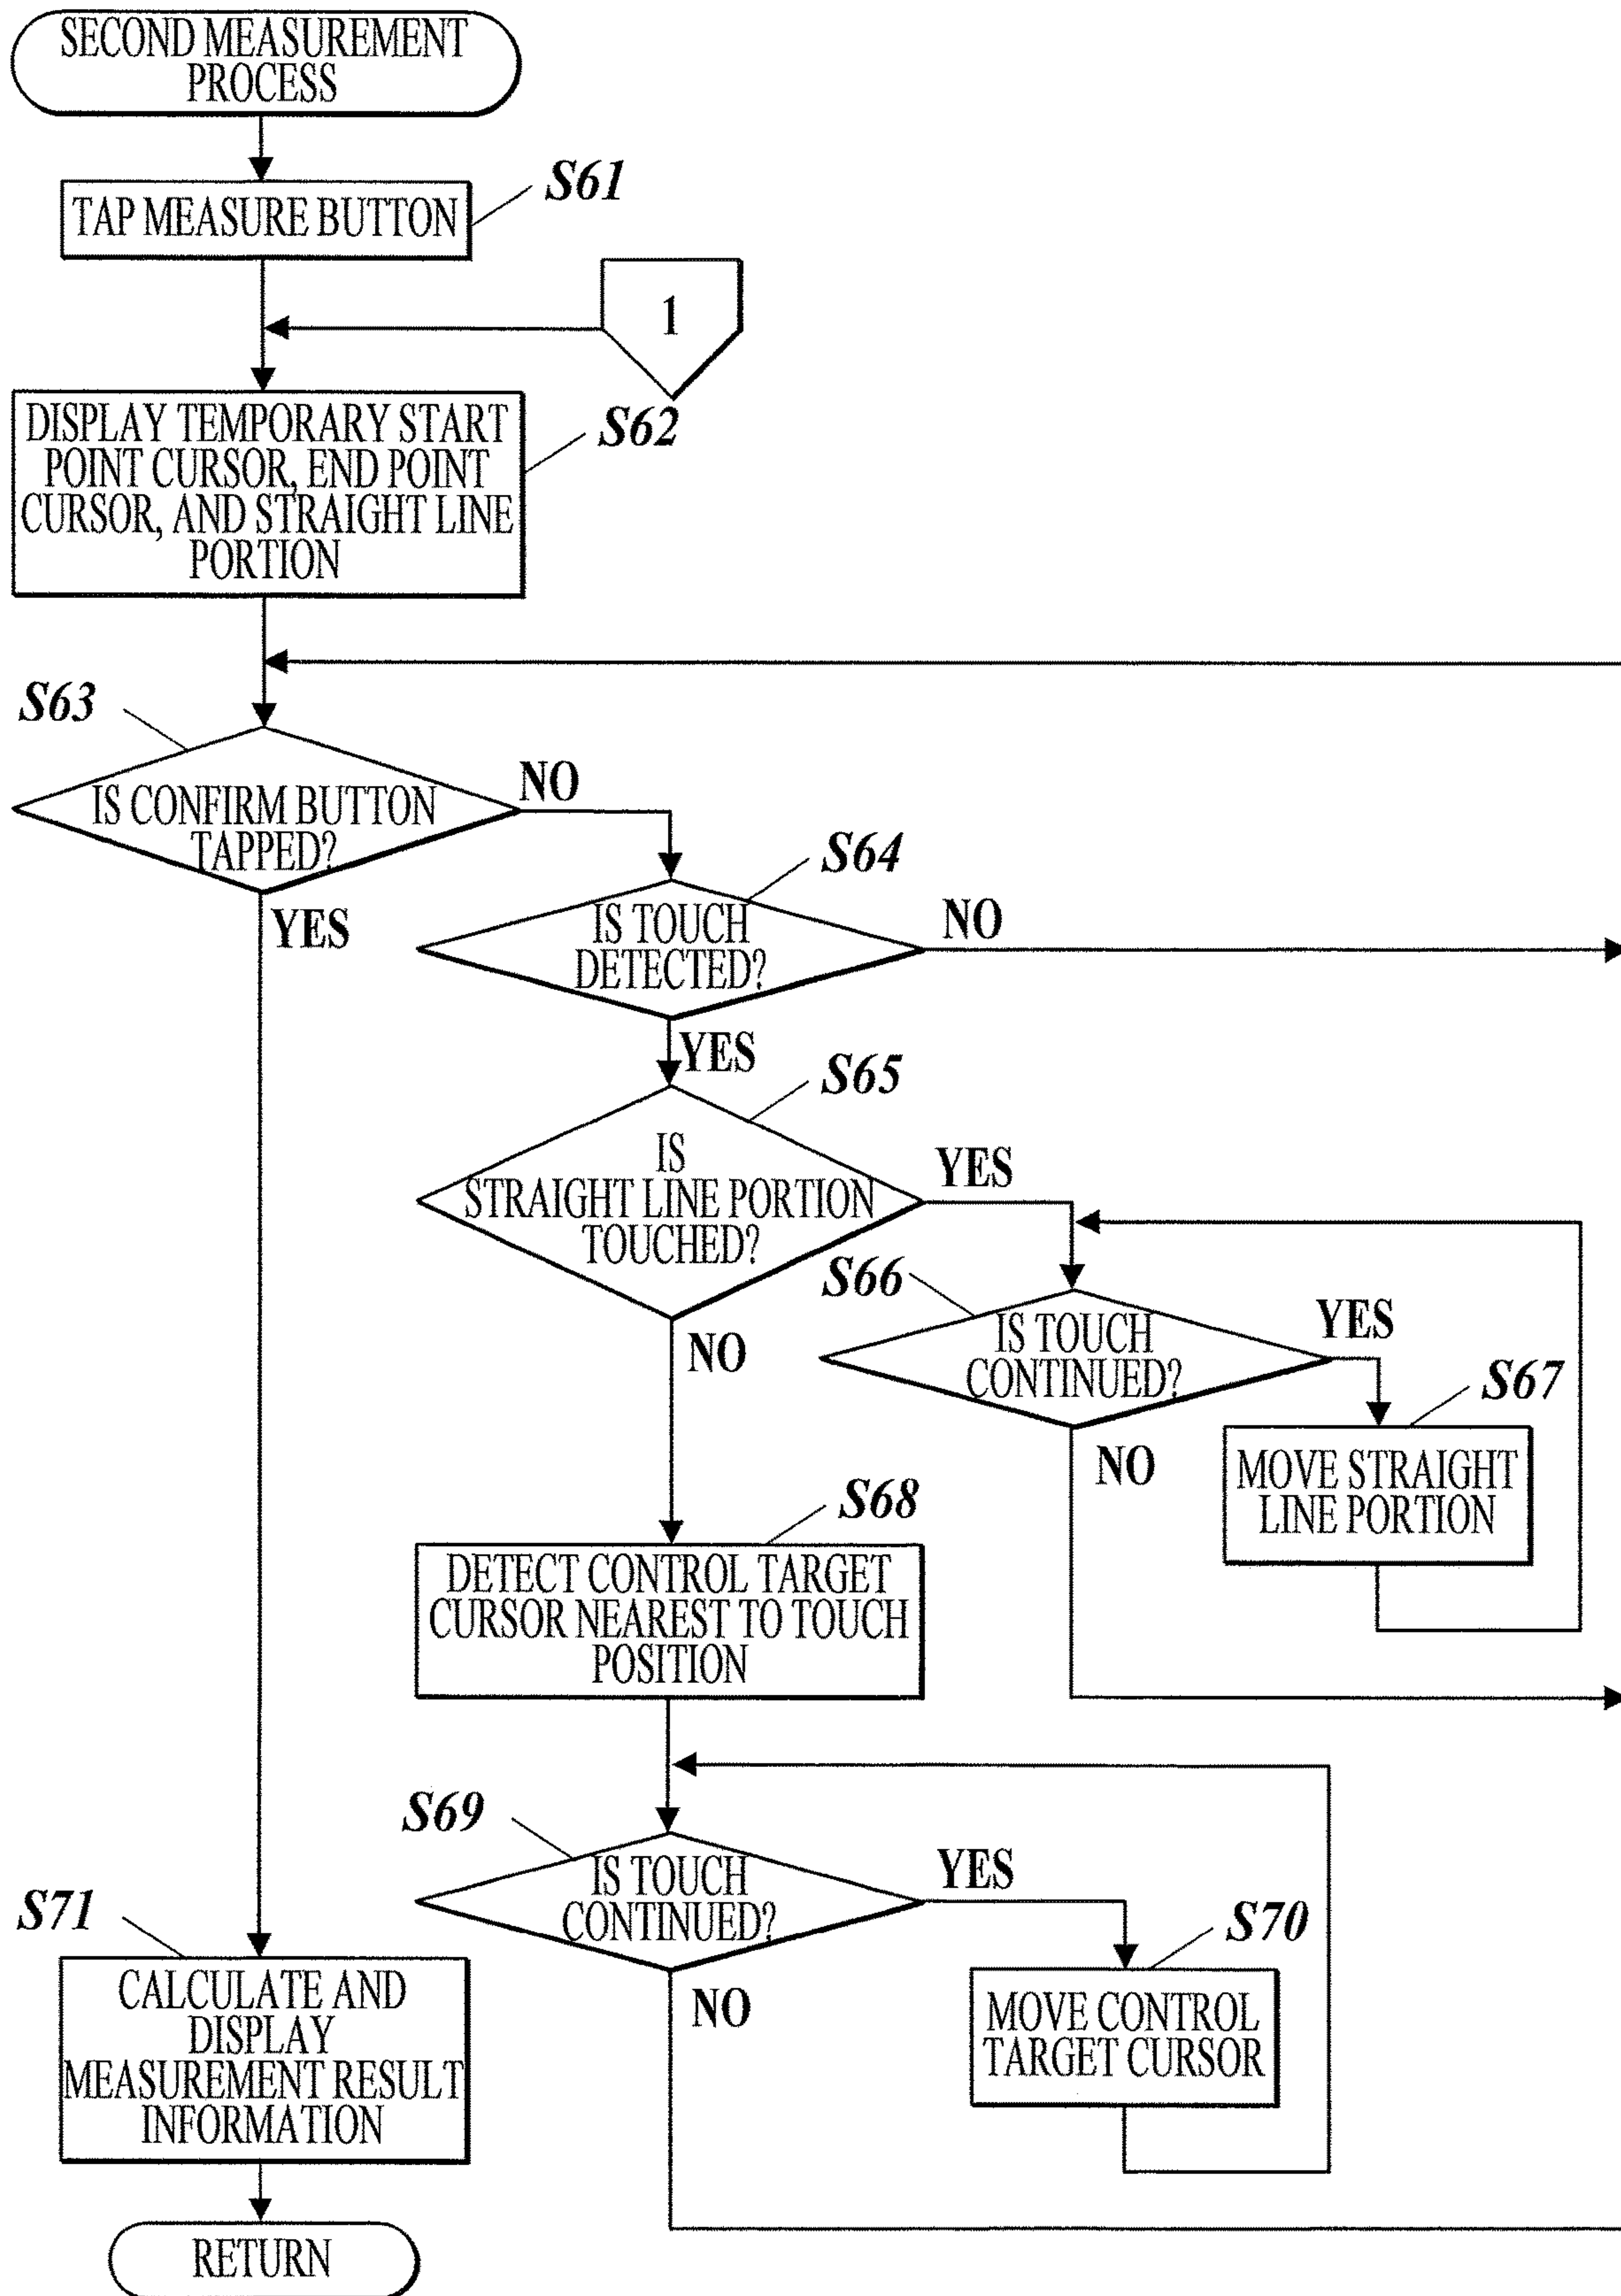 SECOND MEASUREMENT
PROCESS
S61
TAP MEASURE BUTTON
1
S62
DISPLAY TEMPORARY START
POINT CURSOR, END POINT
CURSOR, AND STRAIGHT LINE
PORTION
S63
IS CONFIRM BUTTON
TAPPED?
NO
YES
S64
IS TOUCH
DETECTED?
NO
YES
S65
IS
STRAIGHT LINE PORTION
TOUCHED?
YES
NO
S66
IS TOUCH
CONTINUED?
YES
NO
S67
MOVE STRAIGHT
LINE PORTION
S68
DETECT CONTROL TARGET
CURSOR NEAREST TO TOUCH
POSITION
S69
IS TOUCH
CONTINUED?
YES
NO
S70
MOVE CONTROL
TARGET CURSOR
S71
CALCULATE AND
DISPLAY
MEASUREMENT RESULT
INFORMATION
RETURN